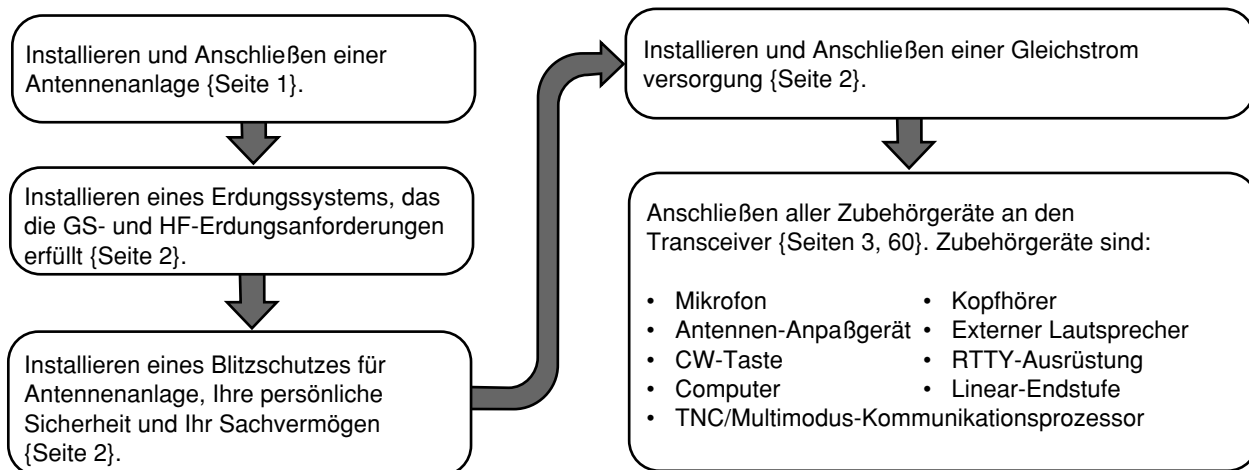 Installieren und Anschließen einer
Antennenanlage {Seite 1}.
Installieren eines Erdungssystems, das
die GS- und HF-Erdungsanforderungen
erfüllt {Seite 2}.
Installieren eines Blitzschutzes für
Antennenanlage, Ihre persönliche
Sicherheit und Ihr Sachvermögen
{Seite 2}.
Installieren und Anschließen einer Gleichstrom
versorgung {Seite 2}.
Anschließen aller Zubehörgeräte an den
Transceiver {Seiten 3, 60}. Zubehörgeräte sind:
• Mikrofon • Kopfhörer
• Antennen-Anpaßgerät • Externer Lautsprecher
• CW-Taste • RTTY-Ausrüstung
• Computer • Linear-Endstufe
• TNC/Multimodus-Kommunikationsprozessor